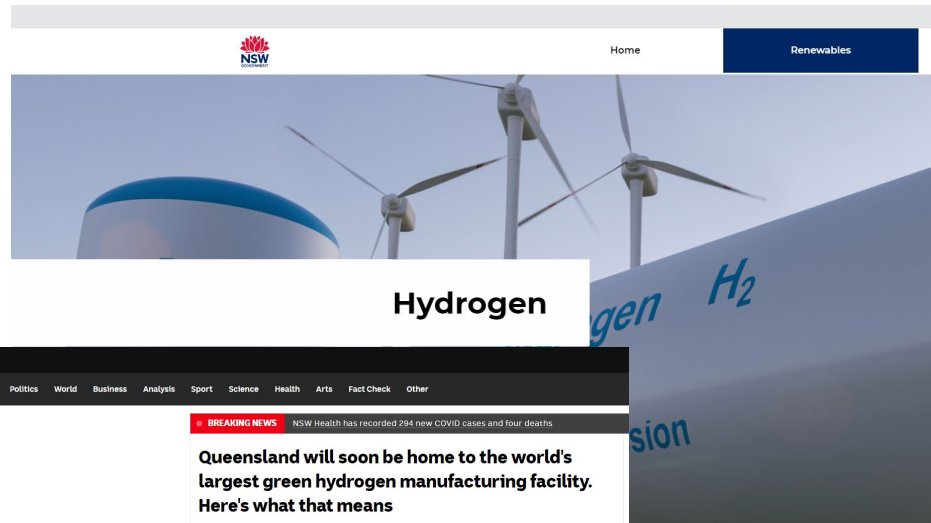 NSW
GOVERNMENT
Home
Renewables
Hydrogen
gen H2
sion
Politics World Business Analysis Sport Science Health Arts Fact Check Other
BREAKING NEWS NSW Health has recorded 294 new COVID cases and four deaths
Queensland will soon be home to the world's
largest green hydrogen manufacturing facility.
Here's what that means